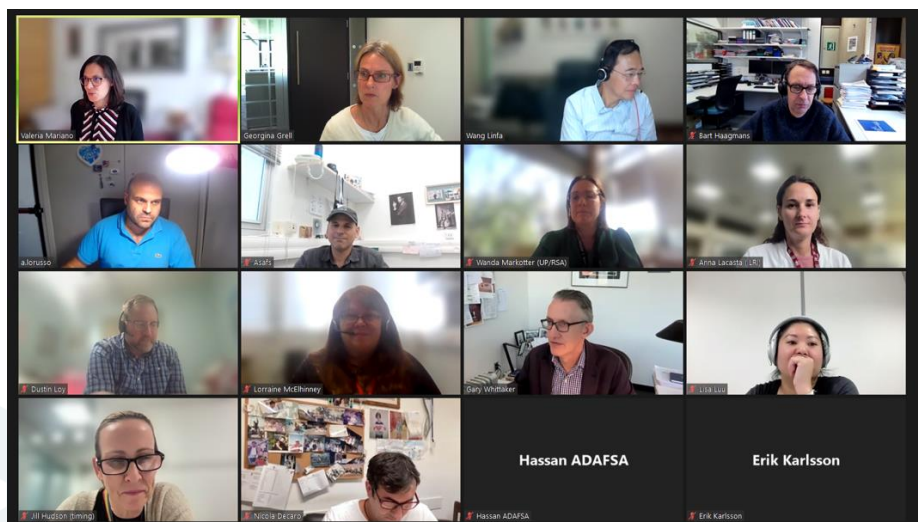 Valeria Mariano
Georgina Grell
Wang Linfa
Bart Haagmans
a.lorusso
Asafs
Wanda Markotter (UP/RSA)
Anna Lacasta (ILRI)
Dustin Loy
Lorraine McElhinney
Gary Whittaker
Lisa Luu
Jill Hudson (timing)
Nicola Decaro
Hassan ADAFSA
Hassan ADAFSA
Erik Karlsson
Erik Karlsson